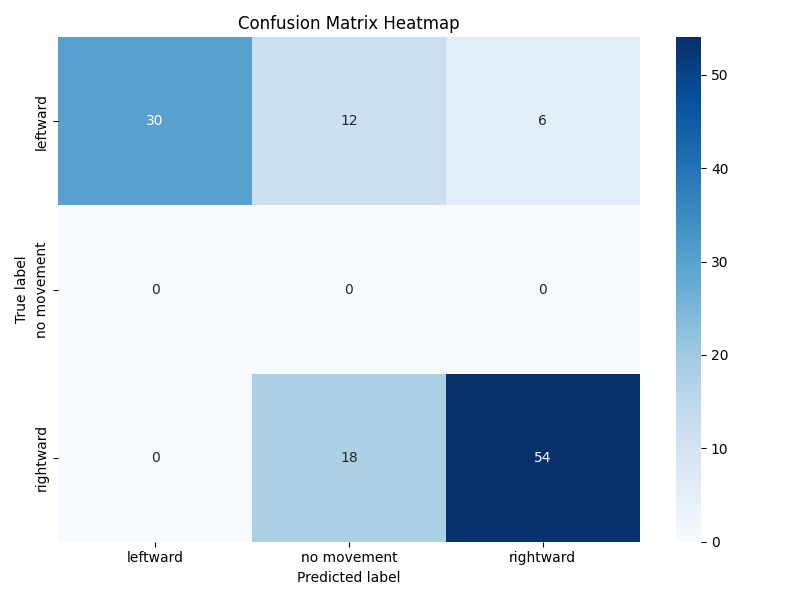 Confusion Matrix Heatmap
True label
leftward
30
12
6
no movement
0
0
0
rightward
0
18
54
leftward
no movement
rightward
Predicted label
50
40
30
20
10
0